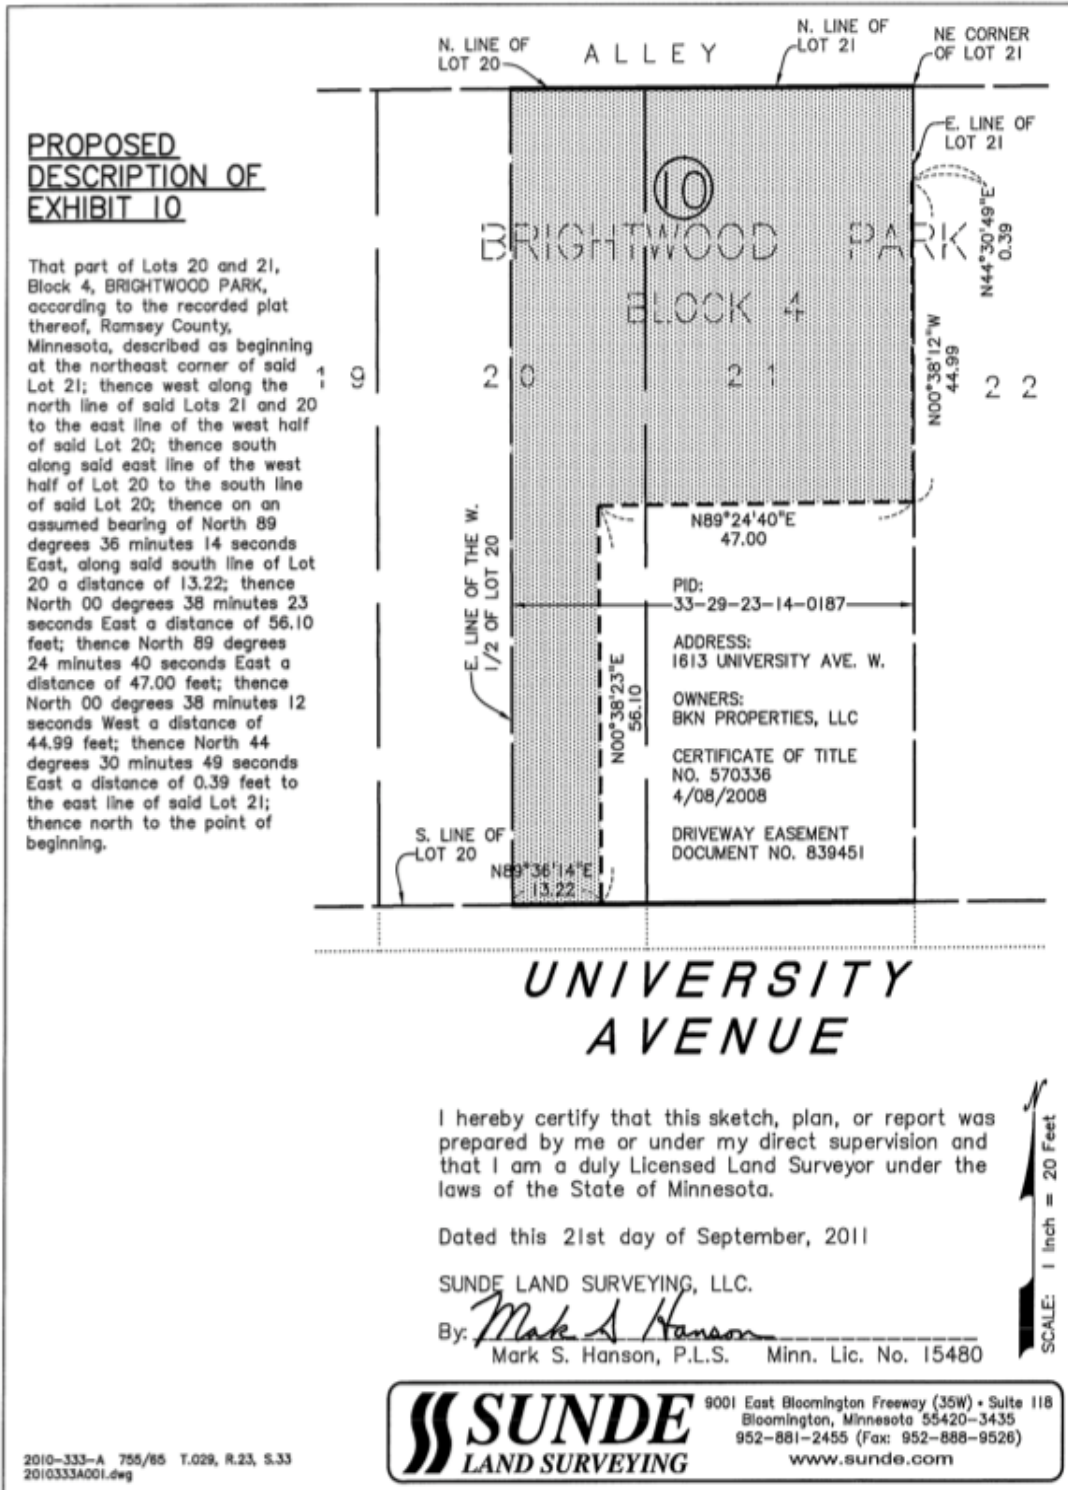 N. LINE OF
LOT 20
ALLEY
N. LINE OF
LOT 21
NE CORNER
OF LOT 21
E. LINE OF
LOT 21
PROPOSED
DESCRIPTION OF
EXHIBIT 10
That part of Lots 20 and 21,
Block 4, BRIGHTWOOD PARK,
according to the recorded plat
thereof, Ramsey County,
Minnesota, described as beginning
at the northeast corner of said
Lot 21; thence west along the
north line of said Lots 21 and 20
to the east line of the west half
of said Lot 20; thence south
along said east line of the west
half of Lot 20 to the south line
of said Lot 20; thence on an
assumed bearing of North 89
degrees 36 minutes 14 seconds
East, along said south line of Lot
20 a distance of 13.22; thence
North 00 degrees 38 minutes 23
seconds East a distance of 56.10
feet; thence North 89 degrees
24 minutes 40 seconds East a
distance of 47.00 feet; thence
North 00 degrees 38 minutes 12
seconds West a distance of
44.99 feet; thence North 44
degrees 30 minutes 49 seconds
East a distance of 0.39 feet to
the east line of said Lot 21;
thence north to the point of
beginning.
10
BRIGHTWOOD PARK
BLOCK 4
19
20
21
22
N44°30'49"E
0.39
N00°38'12"W
44.99
N89°24'40"E
47.00
E. LINE OF THE W.
1/2 OF LOT 20
N00°38'23"E
56.10
PID:
33-29-23-14-0187
ADDRESS:
1613 UNIVERSITY AVE. W.
OWNERS:
BKN PROPERTIES, LLC
CERTIFICATE OF TITLE
NO. 570336
4/08/2008
DRIVEWAY EASEMENT
DOCUMENT NO. 839451
S. LINE OF
LOT 20
N89°36'14"E
13.22
UNIVERSITY
AVENUE
I hereby certify that this sketch, plan, or report was
prepared by me or under my direct supervision and
that I am a duly Licensed Land Surveyor under the
laws of the State of Minnesota.
Dated this 21st day of September, 2011
SUNDE LAND SURVEYING, LLC.
By: Mark S Hanson
Mark S. Hanson, P.L.S. Minn. Lic. No. 15480
N
SCALE: 1 Inch = 20 Feet
SUNDE
LAND SURVEYING
9001 East Bloomington Freeway (35W) • Suite 118
Bloomington, Minnesota 55420-3435
952-881-2455 (Fax: 952-888-9526)
www.sunde.com
2010-333-A 755/65 T.029, R.23, S.33
2010333A001.dwg